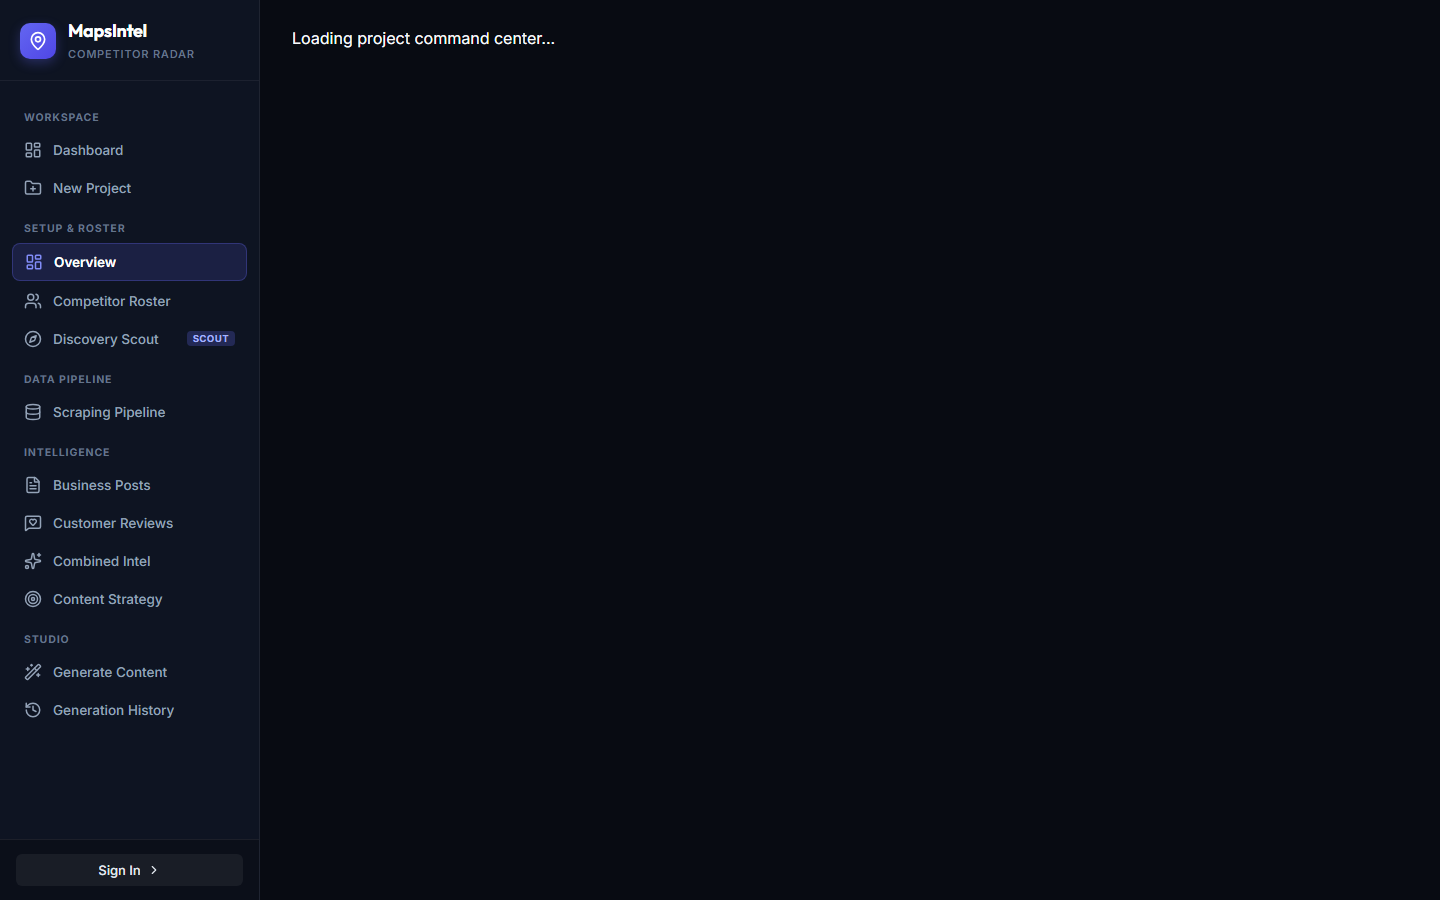 MapsIntel
COMPETITOR RADAR
WORKSPACE
Dashboard
New Project
SETUP & ROSTER
Overview
Competitor Roster
Discovery Scout SCOUT
DATA PIPELINE
Scraping Pipeline
INTELLIGENCE
Business Posts
Customer Reviews
Combined Intel
Content Strategy
STUDIO
Generate Content
Generation History
Sign In
Loading project command center...